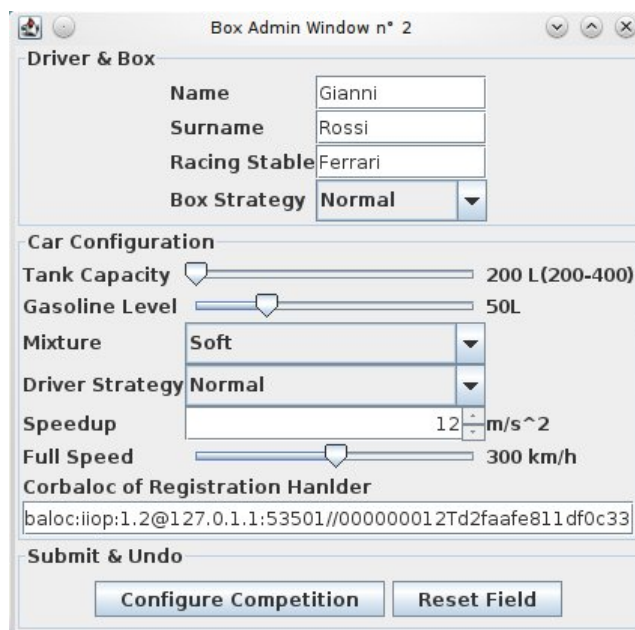 Box Admin Window n° 2
Driver & Box
Name Gianni
Surname Rossi
Racing Stable Ferrari
Box Strategy Normal
Car Configuration
Tank Capacity 200 L(200-400)
Gasoline Level 50L
Mixture Soft
Driver Strategy Normal
Speedup 12 m/s^2
Full Speed 300 km/h
Corbaloc of Registration Hanlder
baloc:iiop:1.2@127.0.1.1:53501//000000012Td2faafe811df0c33
Submit & Undo
Configure Competition Reset Field